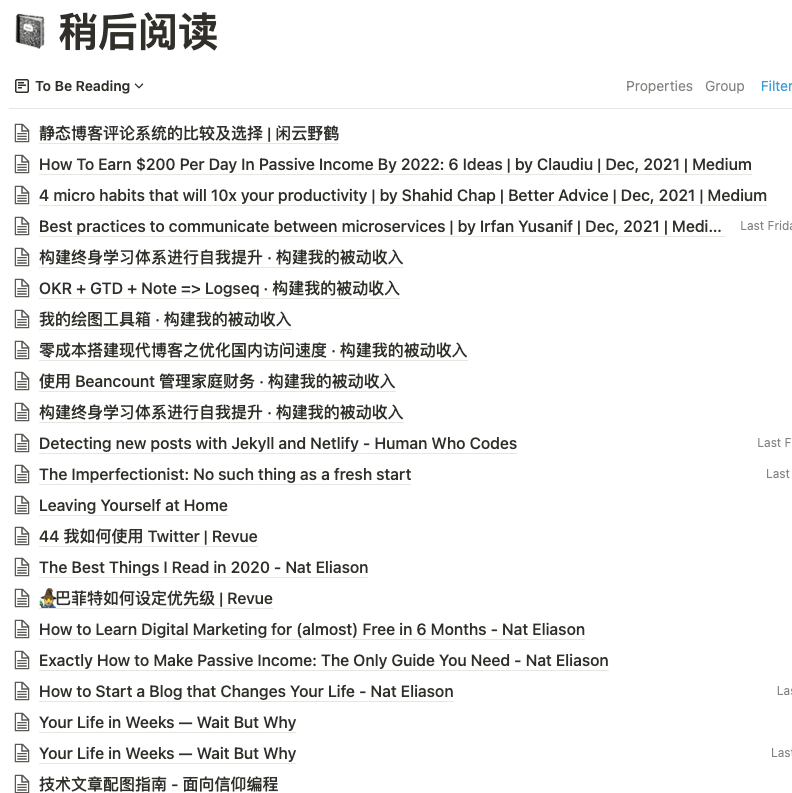 稍后阅读
To Be Reading Properties Group Filter
静态博客评论系统的比较及选择 | 闲云野鹤
How To Earn $200 Per Day In Passive Income By 2022: 6 Ideas | by Claudiu | Dec, 2021 | Medium
4 micro habits that will 10x your productivity | by Shahid Chap | Better Advice | Dec, 2021 | Medium
Best practices to communicate between microservices | by Irfan Yusanif | Dec, 2021 | Medi... Last Frida
构建终身学习体系进行自我提升 · 构建我的被动收入
OKR + GTD + Note => Logseq · 构建我的被动收入
我的绘图工具箱 · 构建我的被动收入
零成本搭建现代博客之优化国内访问速度 · 构建我的被动收入
使用 Beancount 管理家庭财务 · 构建我的被动收入
构建终身学习体系进行自我提升 · 构建我的被动收入
Detecting new posts with Jekyll and Netlify - Human Who Codes Last F
The Imperfectionist: No such thing as a fresh start Last
Leaving Yourself at Home
44 我如何使用 Twitter | Revue
The Best Things I Read in 2020 - Nat Eliason
巴菲特如何设定优先级 | Revue
How to Learn Digital Marketing for (almost) Free in 6 Months - Nat Eliason
Exactly How to Make Passive Income: The Only Guide You Need - Nat Eliason
How to Start a Blog that Changes Your Life - Nat Eliason Las
Your Life in Weeks — Wait But Why
Your Life in Weeks — Wait But Why Last
技术文章配图指南 - 面向信仰编程